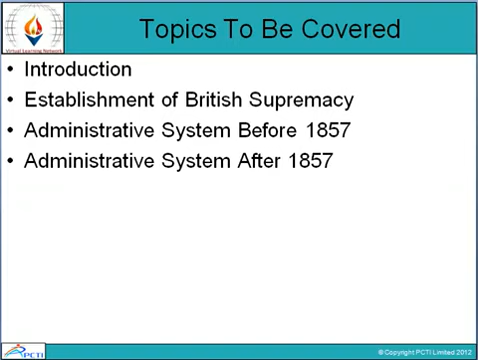 Topics To Be Covered
Virtual Learning Network
• Introduction
• Establishment of British Supremacy
• Administrative System Before 1857
• Administrative System After 1857
PCTI
© Copyright PCTI Limited 2012